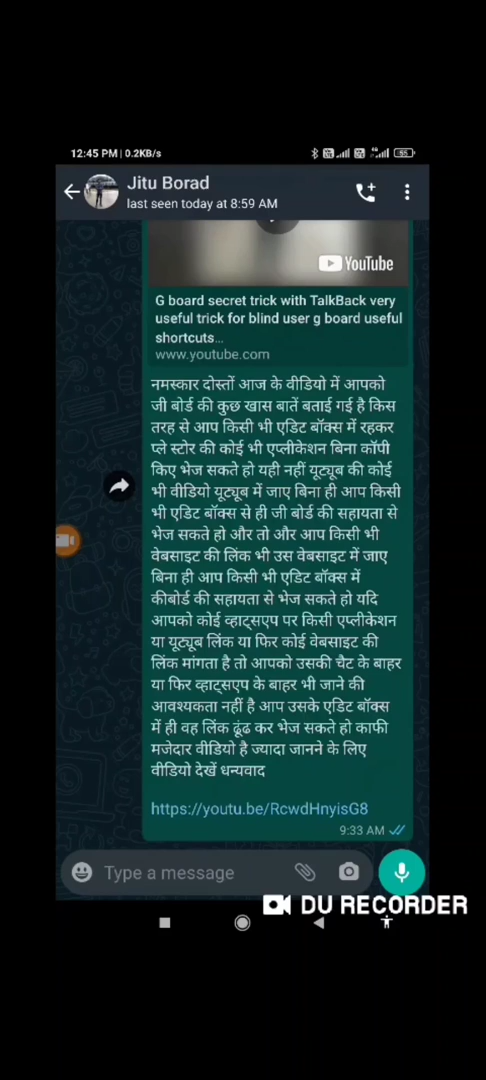 12:45 PM | 0.2KB/s
Jitu Borad
last seen today at 8:59 AM
YouTube
G board secret trick with TalkBack very
useful trick for blind user g board useful
shortcuts...
www.youtube.com
नमस्कार दोस्तों आज के वीडियो में आपको
जी बोर्ड की कुछ खास बातें बताई गई है किस
तरह से आप किसी भी एडिट बॉक्स में रहकर
प्ले स्टोर की कोई भी एप्लीकेशन बिना कॉपी
किए भेज सकते हो यही नहीं यूट्यूब की कोई
भी वीडियो यूट्यूब में जाए बिना ही आप किसी
भी एडिट बॉक्स से ही जी बोर्ड की सहायता से
भेज सकते हो और तो और आप किसी भी
वेबसाइट की लिंक भी उस वेबसाइट में जाए
बिना ही आप किसी भी एडिट बॉक्स में
कीबोर्ड की सहायता से भेज सकते हो यदि
आपको कोई व्हाट्सएप पर किसी एप्लीकेशन
या यूट्यूब लिंक या फिर कोई वेबसाइट की
लिंक मांगता है तो आपको उसकी चैट के बाहर
या फिर व्हाट्सएप के बाहर भी जाने की
आवश्यकता नहीं है आप उसके एडिट बॉक्स
में ही वह लिंक ढूंढ कर भेज सकते हो काफी
मजेदार वीडियो है ज्यादा जानने के लिए
वीडियो देखें धन्यवाद
https://youtu.be/RcwdHnyisG8
9:33 AM
Type a message
DU RECORDER